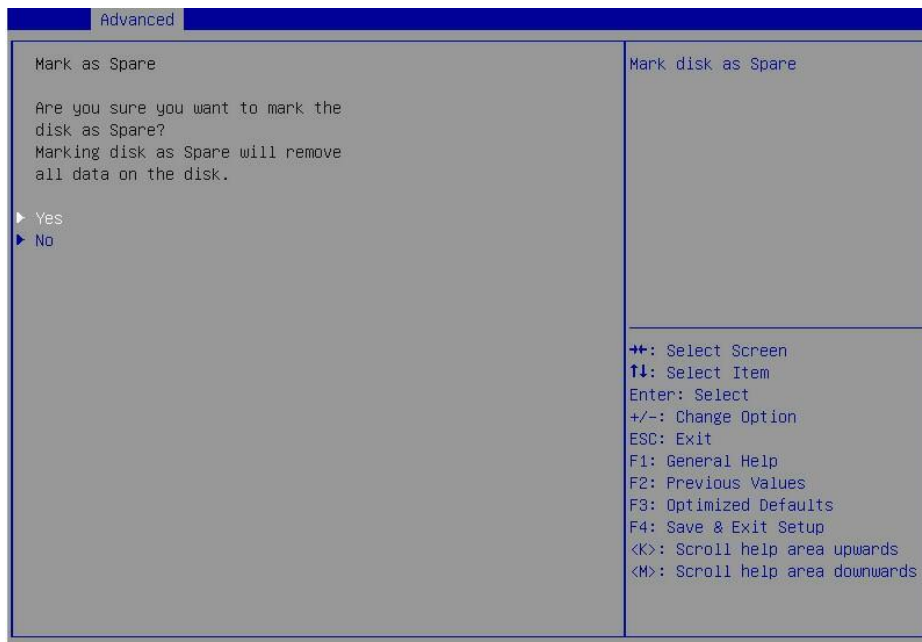 Advanced
Mark as Spare
Are you sure you want to mark the
disk as Spare?
Marking disk as Spare will remove
all data on the disk.
Yes
No
Mark disk as Spare
→←: Select Screen
↑↓: Select Item
Enter: Select
+/-: Change Option
ESC: Exit
F1: General Help
F2: Previous Values
F3: Optimized Defaults
F4: Save & Exit Setup
<K>: Scroll help area upwards
<M>: Scroll help area downwards